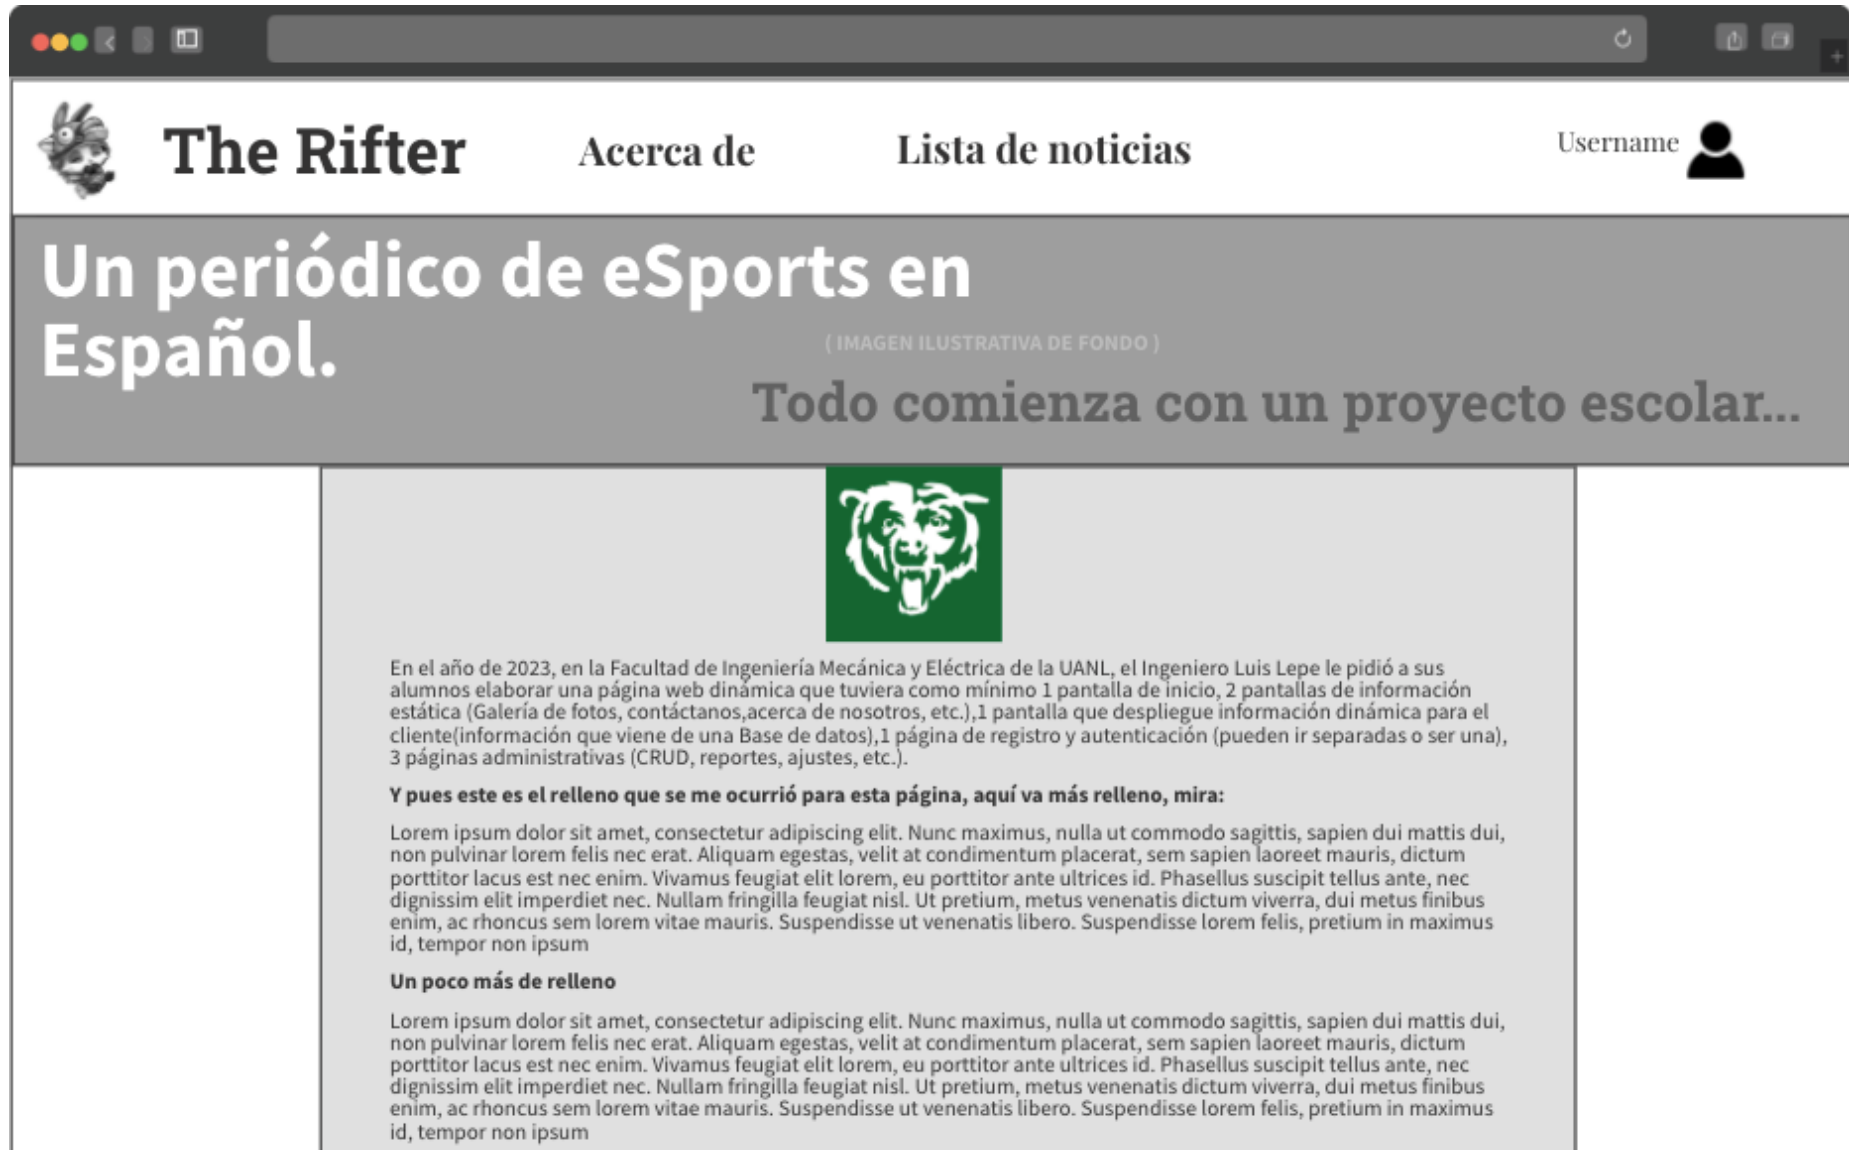 The Rifter
Acerca de
Lista de noticias
Username
Un periódico de eSports en
Español.
( IMAGEN ILUSTRATIVA DE FONDO )
Todo comienza con un proyecto escolar...
En el año de 2023, en la Facultad de Ingeniería Mecánica y Eléctrica de la UANL, el Ingeniero Luis Lepe le pidió a sus
alumnos elaborar una página web dinámica que tuviera como mínimo 1 pantalla de inicio, 2 pantallas de información
estática (Galería de fotos, contáctanos,acerca de nosotros, etc.),1 pantalla que despliegue información dinámica para el
cliente(información que viene de una Base de datos),1 página de registro y autenticación (pueden ir separadas o ser una),
3 páginas administrativas (CRUD, reportes, ajustes, etc.).
Y pues este es el relleno que se me ocurrió para esta página, aquí va más relleno, mira:
Lorem ipsum dolor sit amet, consectetur adipiscing elit. Nunc maximus, nulla ut commodo sagittis, sapien dui mattis dui,
non pulvinar lorem felis nec erat. Aliquam egestas, velit at condimentum placerat, sem sapien laoreet mauris, dictum
porttitor lacus est nec enim. Vivamus feugiat elit lorem, eu porttitor ante ultrices id. Phasellus suscipit tellus ante, nec
dignissim elit imperdiet nec. Nullam fringilla feugiat nisl. Ut pretium, metus venenatis dictum viverra, dui metus finibus
enim, ac rhoncus sem lorem vitae mauris. Suspendisse ut venenatis libero. Suspendisse lorem felis, pretium in maximus
id, tempor non ipsum
Un poco más de relleno
Lorem ipsum dolor sit amet, consectetur adipiscing elit. Nunc maximus, nulla ut commodo sagittis, sapien dui mattis dui,
non pulvinar lorem felis nec erat. Aliquam egestas, velit at condimentum placerat, sem sapien laoreet mauris, dictum
porttitor lacus est nec enim. Vivamus feugiat elit lorem, eu porttitor ante ultrices id. Phasellus suscipit tellus ante, nec
dignissim elit imperdiet nec. Nullam fringilla feugiat nisl. Ut pretium, metus venenatis dictum viverra, dui metus finibus
enim, ac rhoncus sem lorem vitae mauris. Suspendisse ut venenatis libero. Suspendisse lorem felis, pretium in maximus
id, tempor non ipsum